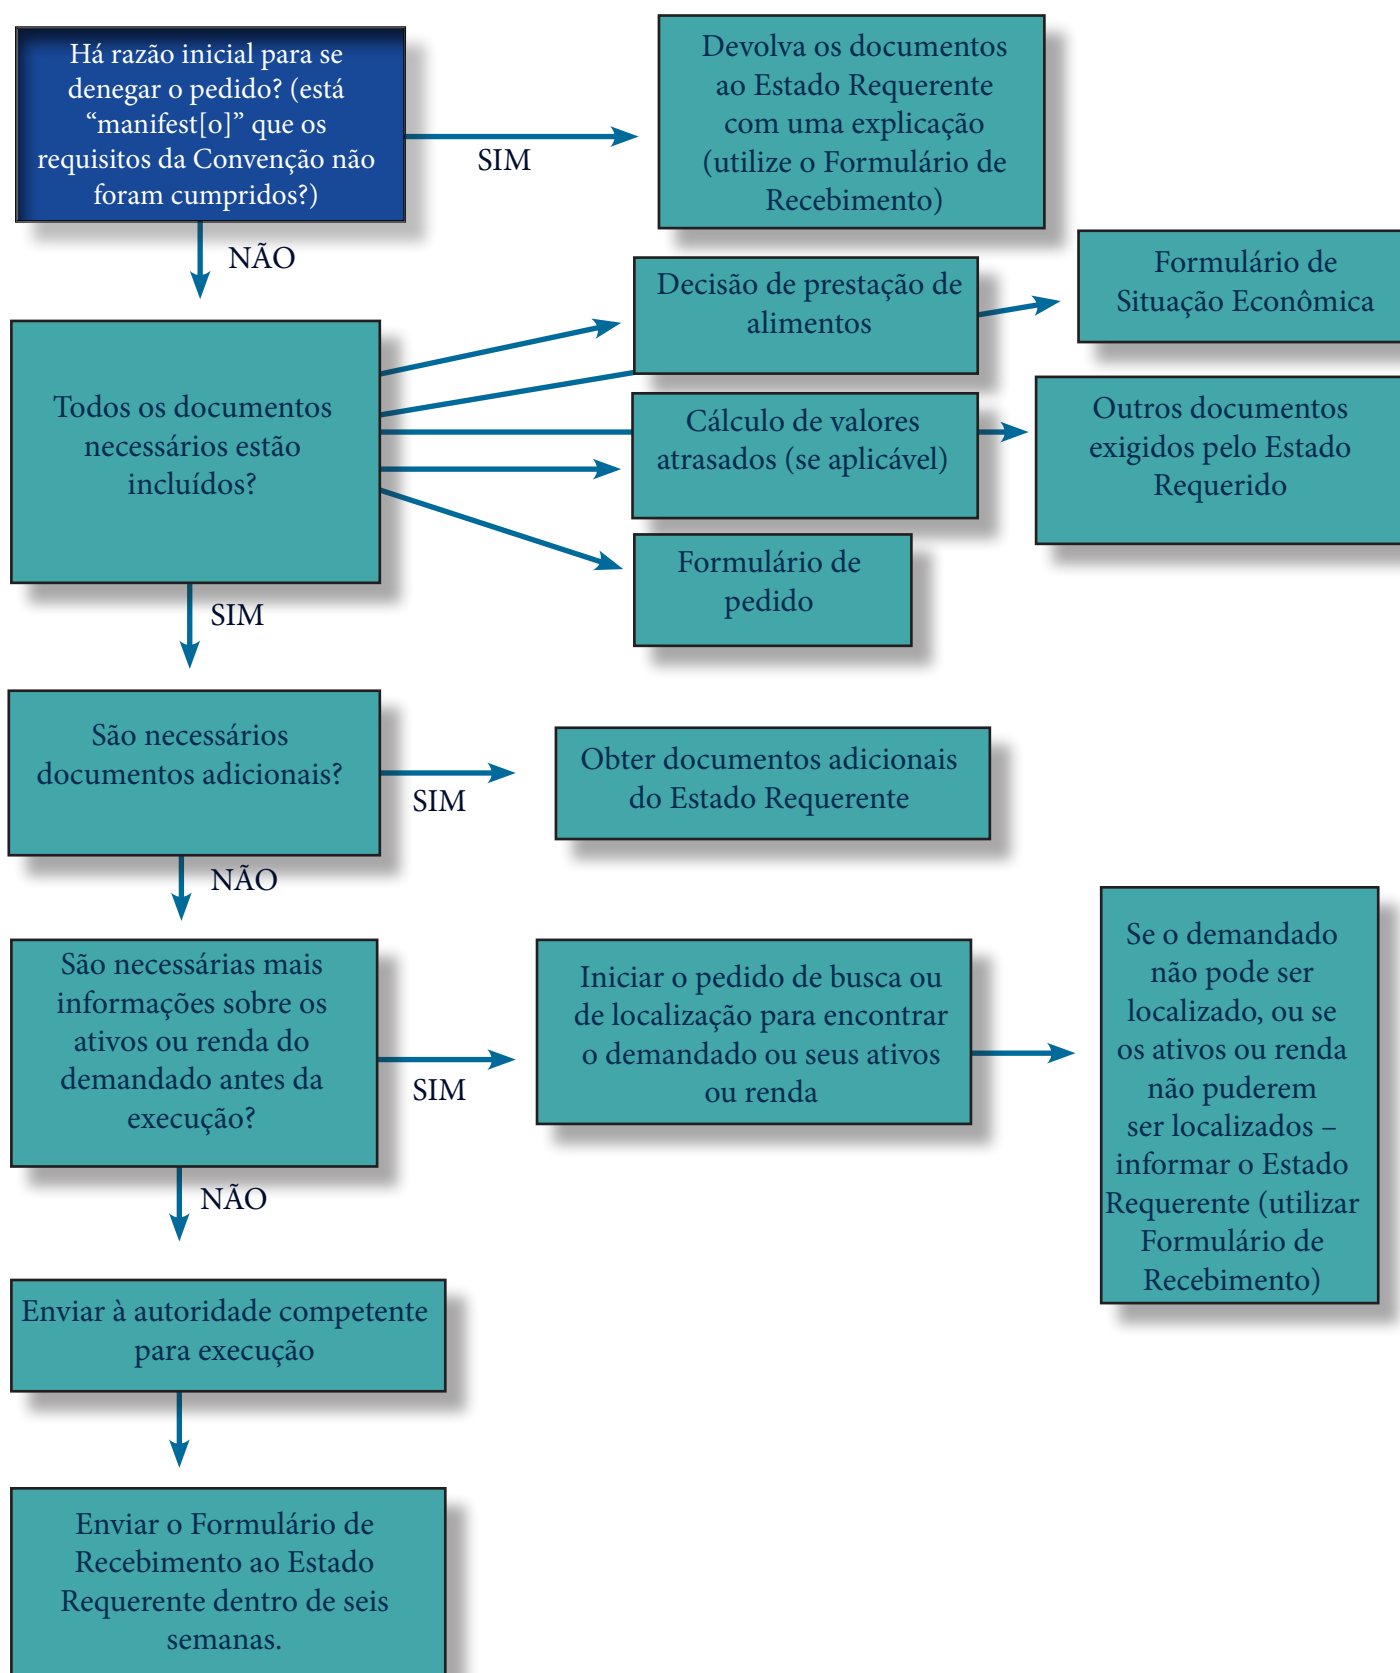 Há razão inicial para se
denegar o pedido? (está
“manifest[o]” que os
requisitos da Convenção não
foram cumpridos?)
SIM
Devolva os documentos
ao Estado Requerente
com uma explicação
(utilize o Formulário de
Recebimento)
NÃO
Todos os documentos
necessários estão
incluídos?
Decisão de prestação de
alimentos
Formulário de
Situação Econômica
Cálculo de valores
atrasados (se aplicável)
Outros documentos
exigidos pelo Estado
Requerido
Formulário de
pedido
SIM
São necessários
documentos adicionais?
SIM
Obter documentos adicionais
do Estado Requerente
NÃO
São necessárias mais
informações sobre os
ativos ou renda do
demandado antes da
execução?
SIM
Iniciar o pedido de busca ou
de localização para encontrar
o demandado ou seus ativos
ou renda
Se o demandado
não pode ser
localizado, ou se
os ativos ou renda
não puderem
ser localizados –
informar o Estado
Requerente (utilizar
Formulário de
Recebimento)
NÃO
Enviar à autoridade competente
para execução
Enviar o Formulário de
Recebimento ao Estado
Requerente dentro de seis
semanas.